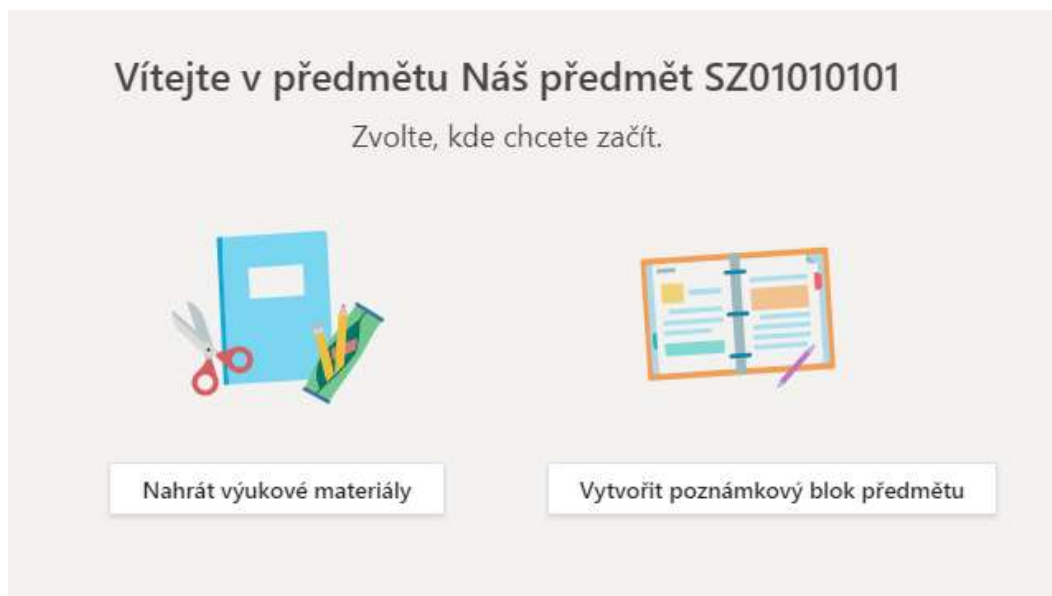 Vítejte v předmětu Náš předmět SZ01010101
Zvolte, kde chcete začít.
Nahrát výukové materiály
Vytvořit poznámkový blok předmětu